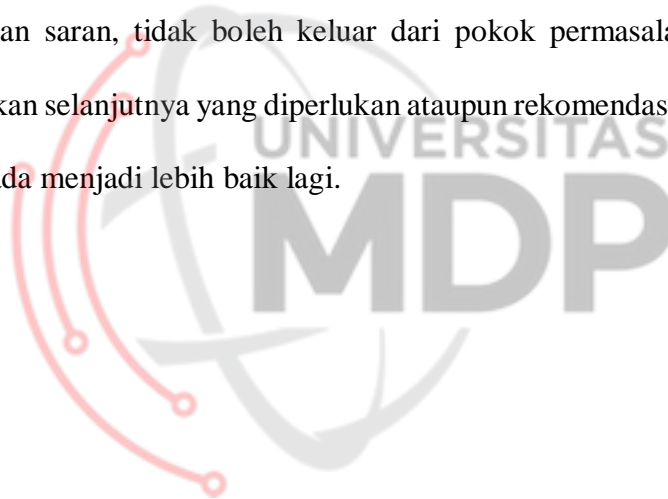 an saran, tidak boleh keluar dari pokok permasala
kan selanjutnya yang diperlukan ataupun rekomendas
UNIVERSITAS
ada menjadi lebih baik lagi.
MDP